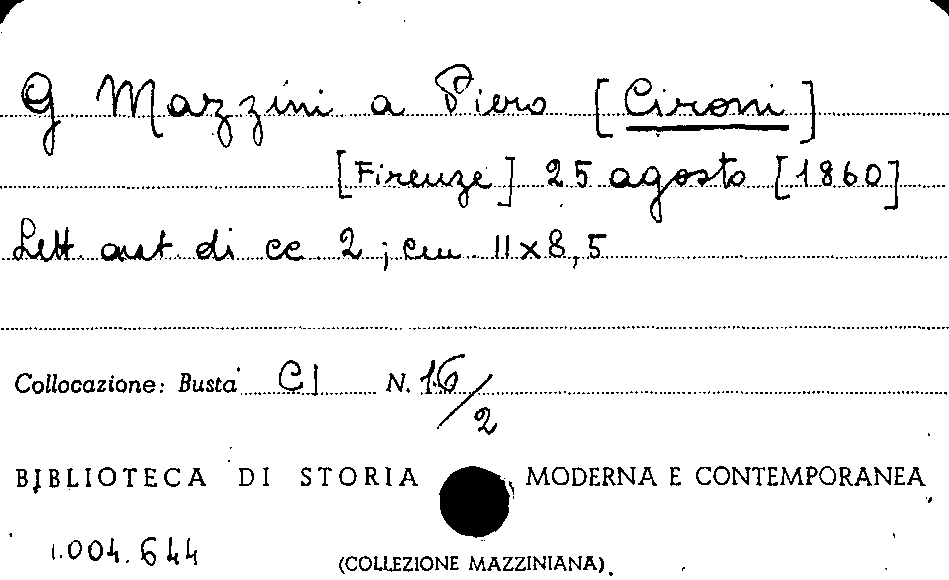 G Mazzini a Piero [Cironi]
[Firenze] 25 agosto [1860]
Lett. aut. di cc 2; cm 11x8,5
Collocazione: Busta CI N. 16/2
BIBLIOTECA DI STORIA MODERNA E CONTEMPORANEA
1.004.644
(COLLEZIONE MAZZINIANA)